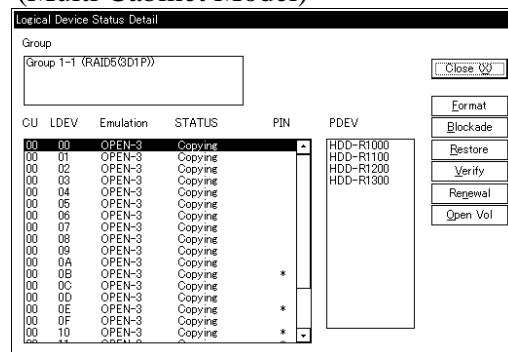 (Multi Cabinet Model)
Logical Device Status Detail
Group
Group 1-1 (RAID5(3D1P))
Close (X)
Format
Blockade
Restore
Verify
Renewal
Open Vol
CU LDEV Emulation STATUS PIN PDEV
00 00 OPEN-3 Copying HDD-R1000
00 01 OPEN-3 Copying HDD-R1100
00 02 OPEN-3 Copying HDD-R1200
00 03 OPEN-3 Copying HDD-R1300
00 04 OPEN-3 Copying
00 05 OPEN-3 Copying
00 06 OPEN-3 Copying
00 07 OPEN-3 Copying
00 08 OPEN-3 Copying
00 09 OPEN-3 Copying
00 0A OPEN-3 Copying
00 0B OPEN-3 Copying *
00 0C OPEN-3 Copying
00 0D OPEN-3 Copying
00 0E OPEN-3 Copying *
00 0F OPEN-3 Copying
00 10 OPEN-3 Copying *